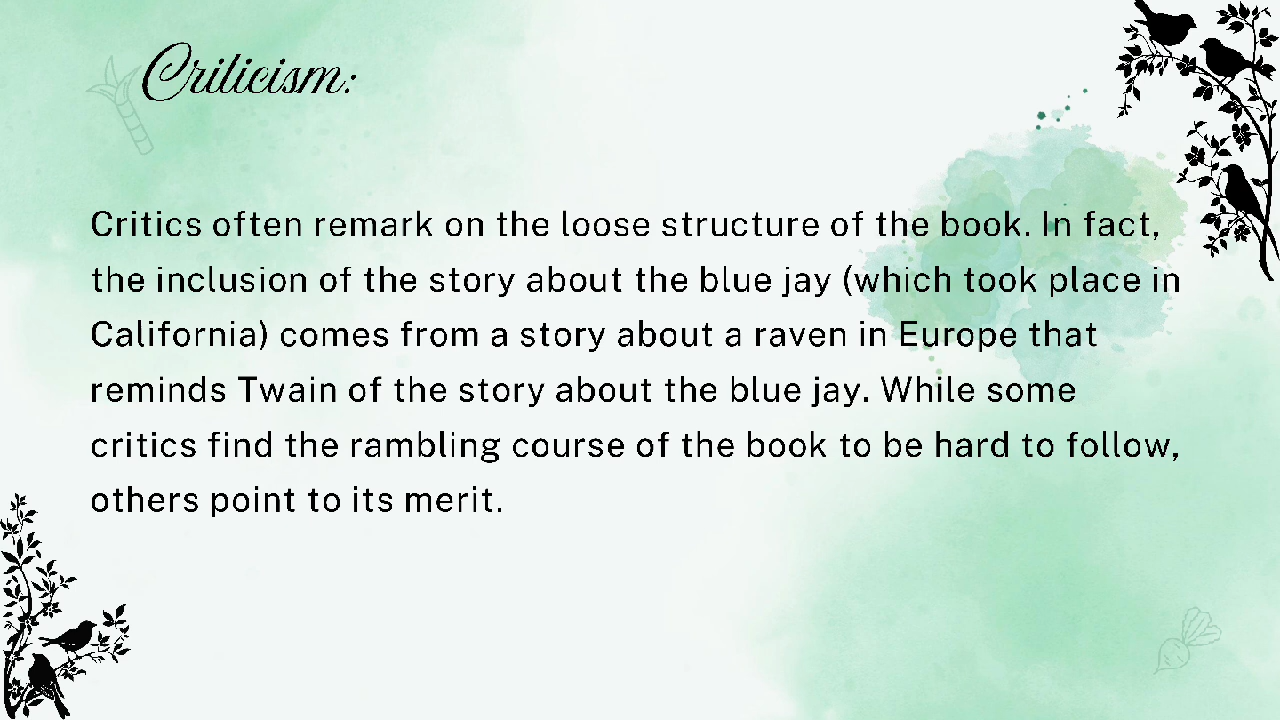 Criticism:
Critics often remark on the loose structure of the book. In fact,
the inclusion of the story about the blue jay (which took place in
California) comes from a story about a raven in Europe that
reminds Twain of the story about the blue jay. While some
critics find the rambling course of the book to be hard to follow,
others point to its merit.